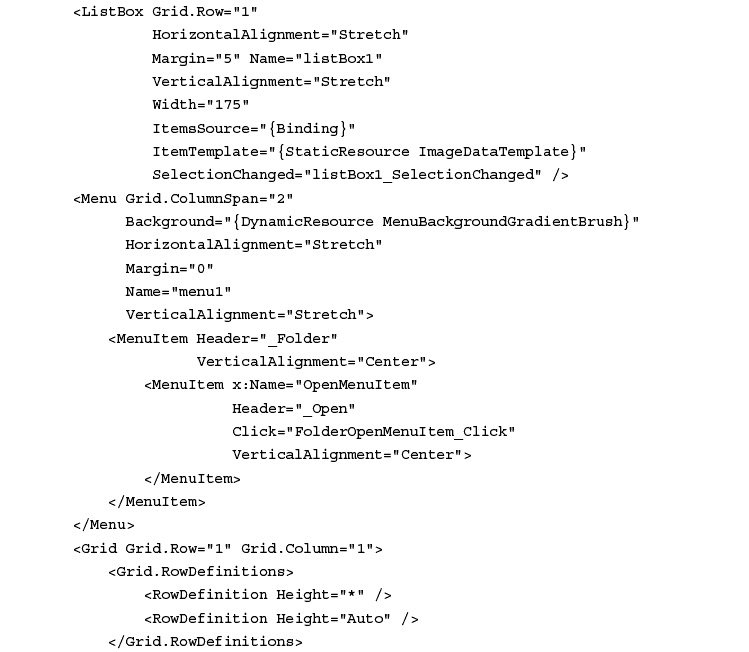 <ListBox Grid.Row="1"
HorizontalAlignment="Stretch"
Margin="5" Name="listBox1"
VerticalAlignment="Stretch"
Width="175"
ItemsSource="{Binding}"
ItemTemplate="{StaticResource ImageDataTemplate}"
SelectionChanged="listBox1_SelectionChanged" />
<Menu Grid.ColumnSpan="2"
Background="{DynamicResource MenuBackgroundGradientBrush}"
HorizontalAlignment="Stretch"
Margin="0"
Name="menu1"
VerticalAlignment="Stretch">
<MenuItem Header="_Folder"
VerticalAlignment="Center">
<MenuItem x:Name="OpenMenuItem"
Header="_Open"
Click="FolderOpenMenuItem_Click"
VerticalAlignment="Center">
</MenuItem>
</MenuItem>
</Menu>
<Grid Grid.Row="1" Grid.Column="1">
<Grid.RowDefinitions>
<RowDefinition Height="*" />
<RowDefinition Height="Auto" />
</Grid.RowDefinitions>